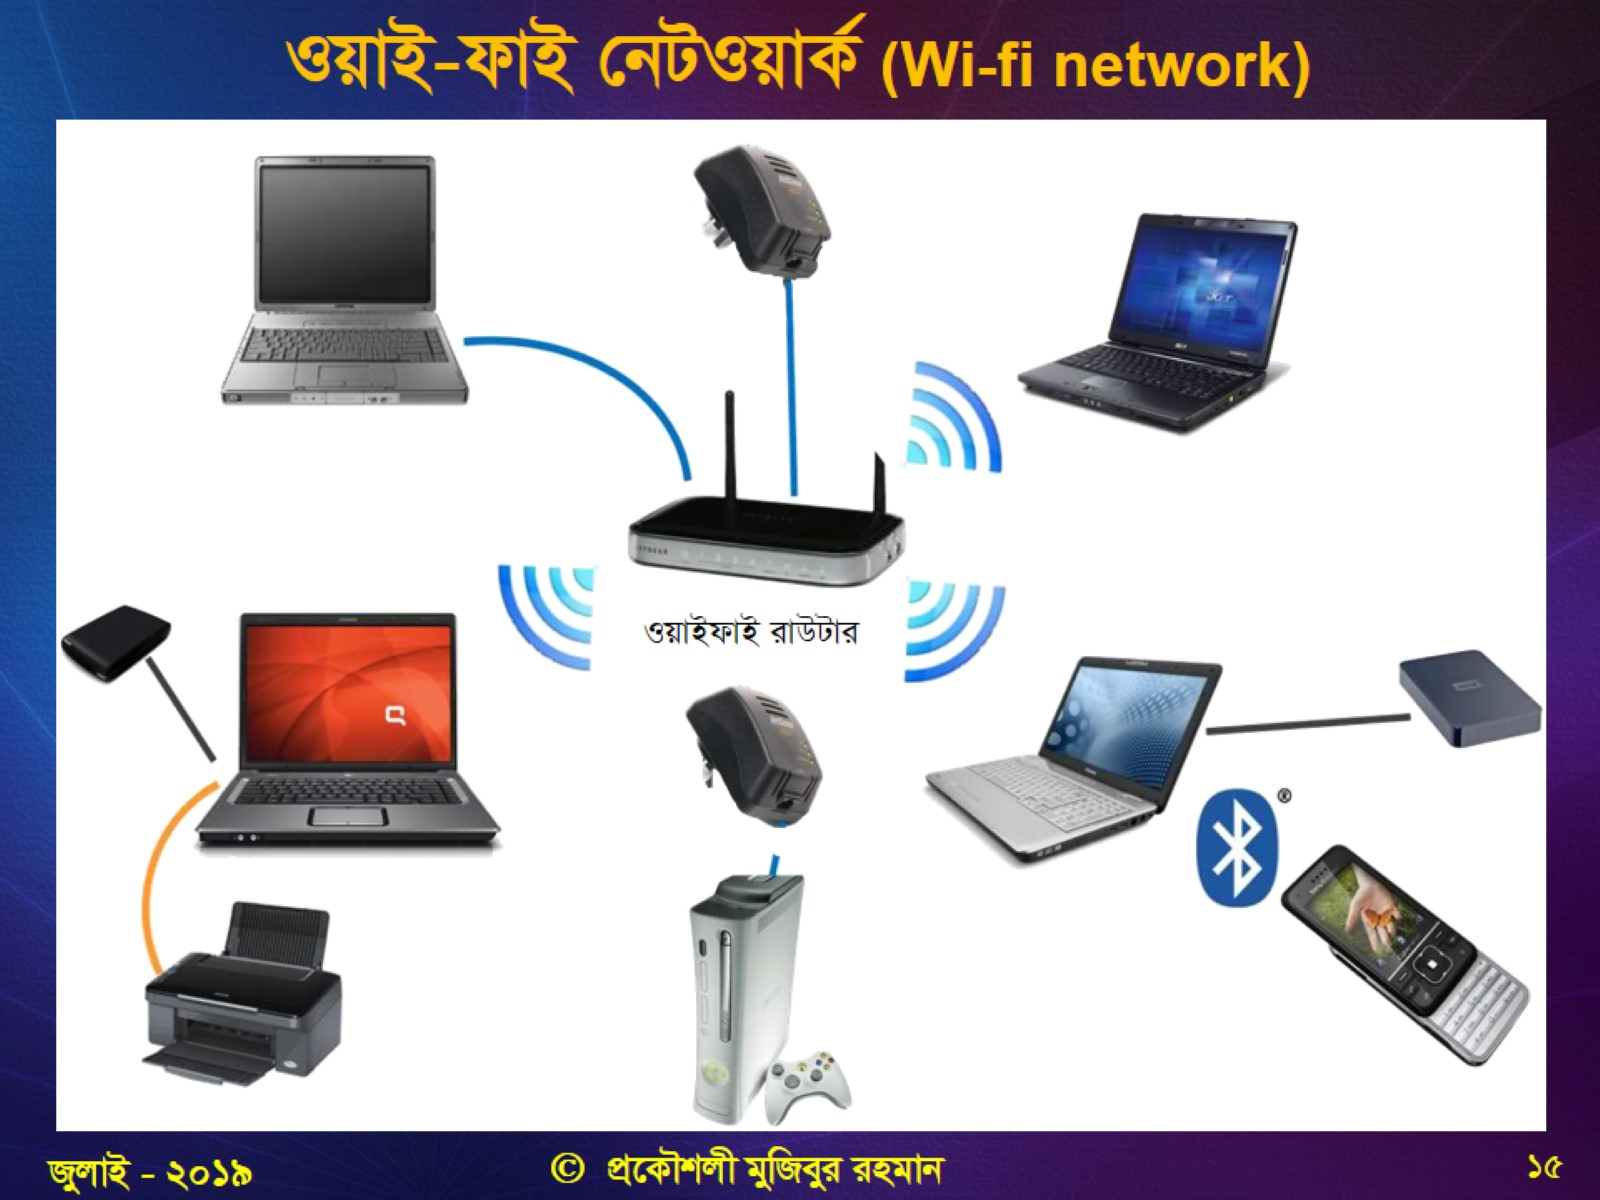 ওয়াই-ফাই নেটওয়ার্ক (Wi-fi network)
ওয়াইফাই রাউটার
®
জুলাই - ২০১৯
© প্রকৌশলী মুজিবুর রহমান
১৫